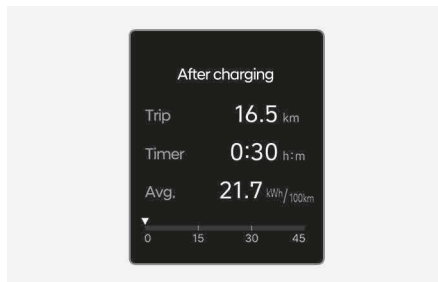 After charging
Trip 16.5 km
Timer 0:30 h:m
Avg. 21.7 kWh/100km
0 15 30 45